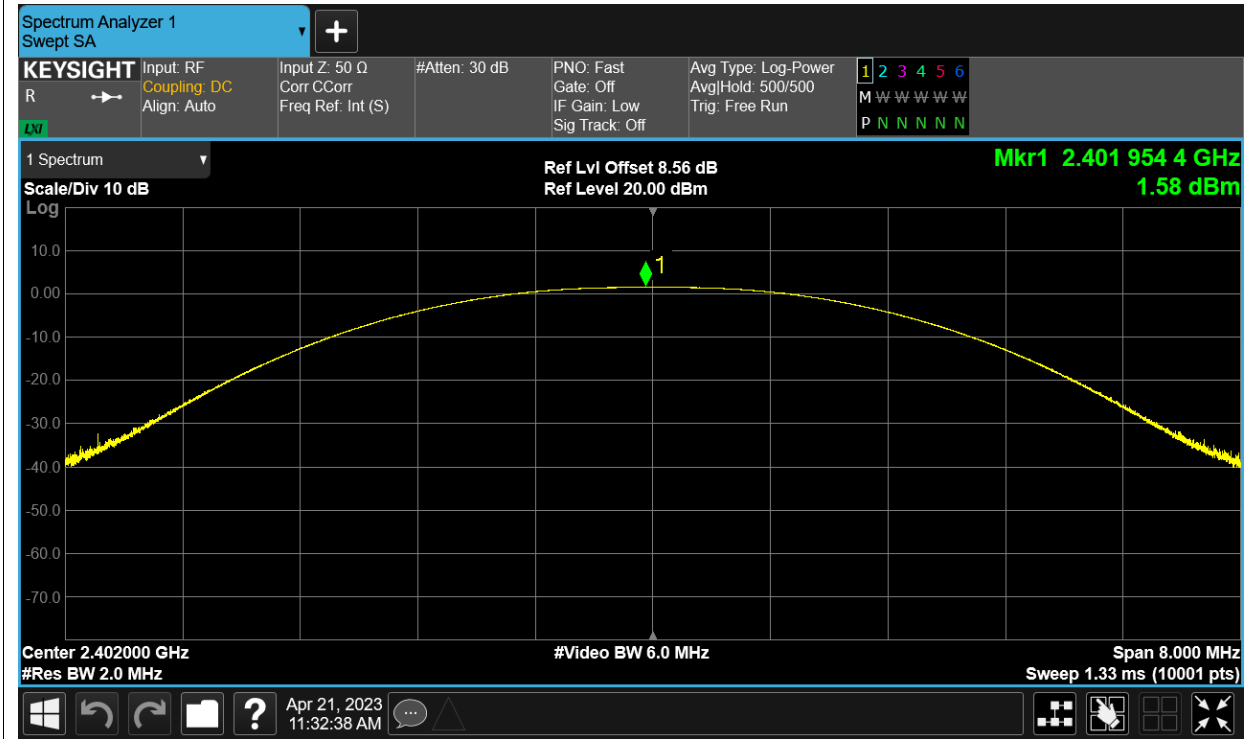 Spectrum Analyzer 1
Swept SA
KEYSIGHT
R
LXI
Input: RF
Coupling: DC
Align: Auto
Input Z: 50 Ω
Corr CCorr
Freq Ref: Int (S)
#Atten: 30 dB
PNO: Fast
Gate: Off
IF Gain: Low
Sig Track: Off
Avg Type: Log-Power
Avg|Hold: 500/500
Trig: Free Run
1 2 3 4 5 6
M W W W W W
P N N N N N
1 Spectrum
Scale/Div 10 dB
Log
Ref Lvl Offset 8.56 dB
Ref Level 20.00 dBm
Mkr1 2.401 954 4 GHz
1.58 dBm
1
10.0
0.00
-10.0
-20.0
-30.0
-40.0
-50.0
-60.0
-70.0
Center 2.402000 GHz
#Res BW 2.0 MHz
#Video BW 6.0 MHz
Span 8.000 MHz
Sweep 1.33 ms (10001 pts)
?
Apr 21, 2023
11:32:38 AM